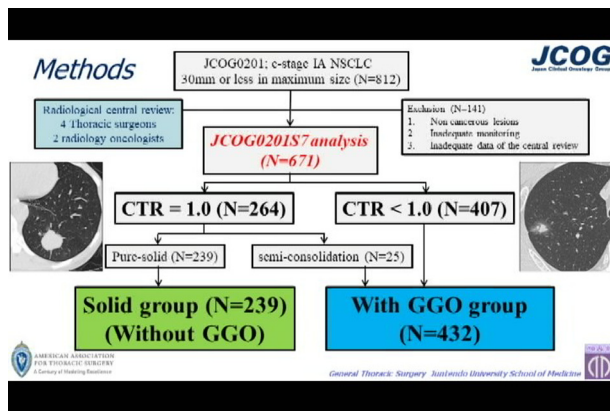 Methods
JCOG0201; c-stage IA NSCLC
30mm or less in maximum size (N=812)
JCOG
Japan Clinical Oncology Group
Radiological central review:
4 Thoracic surgeons
2 radiology oncologists
Exclusion (N=141)
1. Non cancerous lesions
2. Inadequate monitoring
3. Inadequate data of the central review
JCOG0201S7 analysis
(N=671)
CTR = 1.0 (N=264)
CTR < 1.0 (N=407)
Pure-solid (N=239)
semi-consolidation (N=25)
Solid group (N=239)
(Without GGO)
With GGO group
(N=432)
AMERICAN ASSOCIATION
FOR THORACIC SURGERY
A Century of Modeling Excellence
General Thoracic Surgery Juntendo University School of Medicine